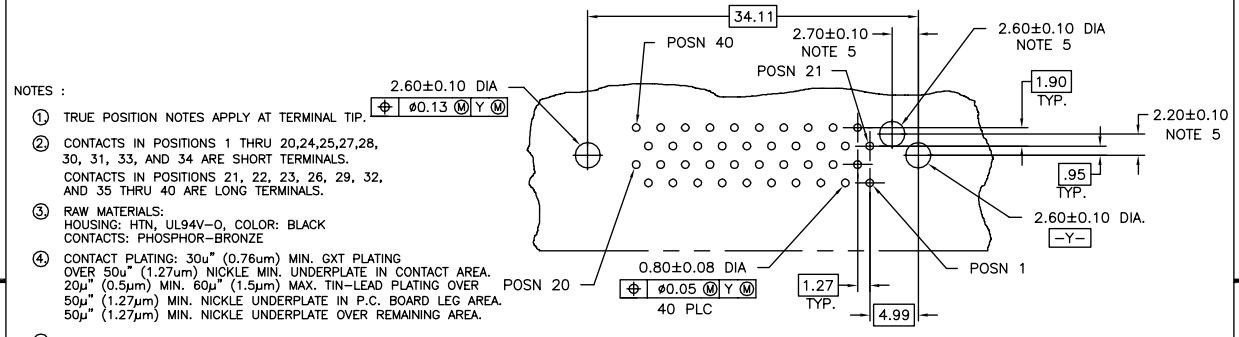 NOTES :
① TRUE POSITION NOTES APPLY AT TERMINAL TIP.
② CONTACTS IN POSITIONS 1 THRU 20,24,25,27,28,
30, 31, 33, AND 34 ARE SHORT TERMINALS.
CONTACTS IN POSITIONS 21, 22, 23, 26, 29, 32,
AND 35 THRU 40 ARE LONG TERMINALS.
③ RAW MATERIALS:
HOUSING: HTN, UL94V-0, COLOR: BLACK
CONTACTS: PHOSPHOR-BRONZE
④ CONTACT PLATING: 30u" (0.76um) MIN. GXT PLATING
OVER 50u" (1.27um) NICKLE MIN. UNDERPLATE IN CONTACT AREA.
20µ" (0.5µm) MIN. 60µ" (1.5µm) MAX. TIN-LEAD PLATING OVER
50µ" (1.27µm) MIN. NICKLE UNDERPLATE IN P.C. BOARD LEG AREA.
50µ" (1.27µm) MIN. NICKLE UNDERPLATE OVER REMAINING AREA.
34.11
POSN 40
2.70±0.10
NOTE 5
2.60±0.10 DIA
NOTE 5
POSN 21
2.60±0.10 DIA
⌖ ø0.13 Ⓜ Y Ⓜ
1.90
TYP.
2.20±0.10
NOTE 5
.95
TYP.
2.60±0.10 DIA.
-Y-
POSN 20
0.80±0.08 DIA
⌖ ø0.05 Ⓜ Y Ⓜ
40 PLC
1.27
TYP.
4.99
POSN 1